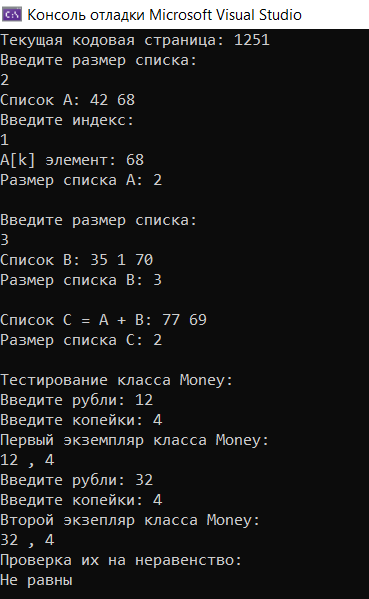 Консоль отладки Microsoft Visual Studio
Текущая кодовая страница: 1251
Введите размер списка:
2
Список A: 42 68
Введите индекс:
1
A[k] элемент: 68
Размер списка A: 2
Введите размер списка:
3
Список B: 35 1 70
Размер списка B: 3
Список C = A + B: 77 69
Размер списка C: 2
Тестирование класса Money:
Введите рубли: 12
Введите копейки: 4
Первый экземпляр класса Money:
12 , 4
Введите рубли: 32
Введите копейки: 4
Второй экзепляр класса Money:
32 , 4
Проверка их на неравенство:
Не равны